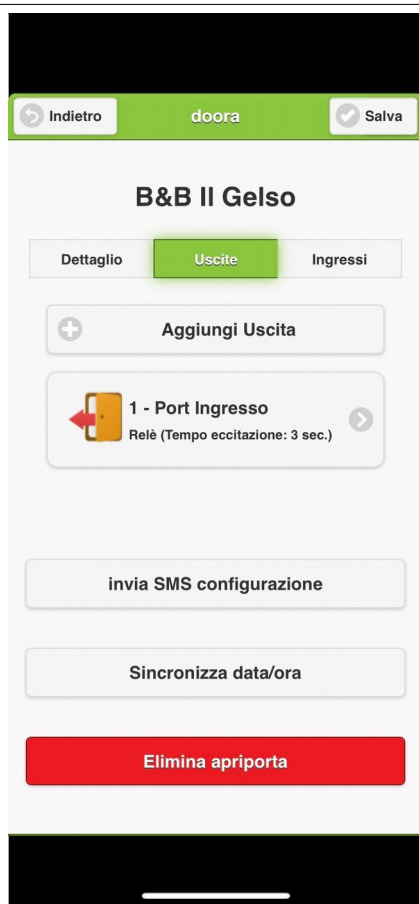 Indietro
doora
Salva
B&B Il Gelso
Dettaglio
Uscite
Ingressi
Aggiungi Uscita
1 - Port Ingresso
Relè (Tempo eccitazione: 3 sec.)
invia SMS configurazione
Sincronizza data/ora
Elimina apriporta